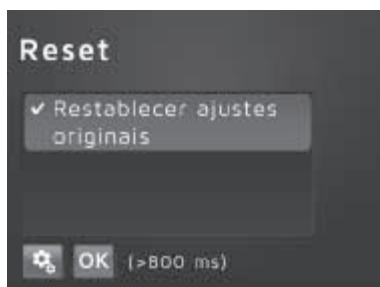 Reset
✔ Restablecer ajustes
originais
OK (>800 ms)